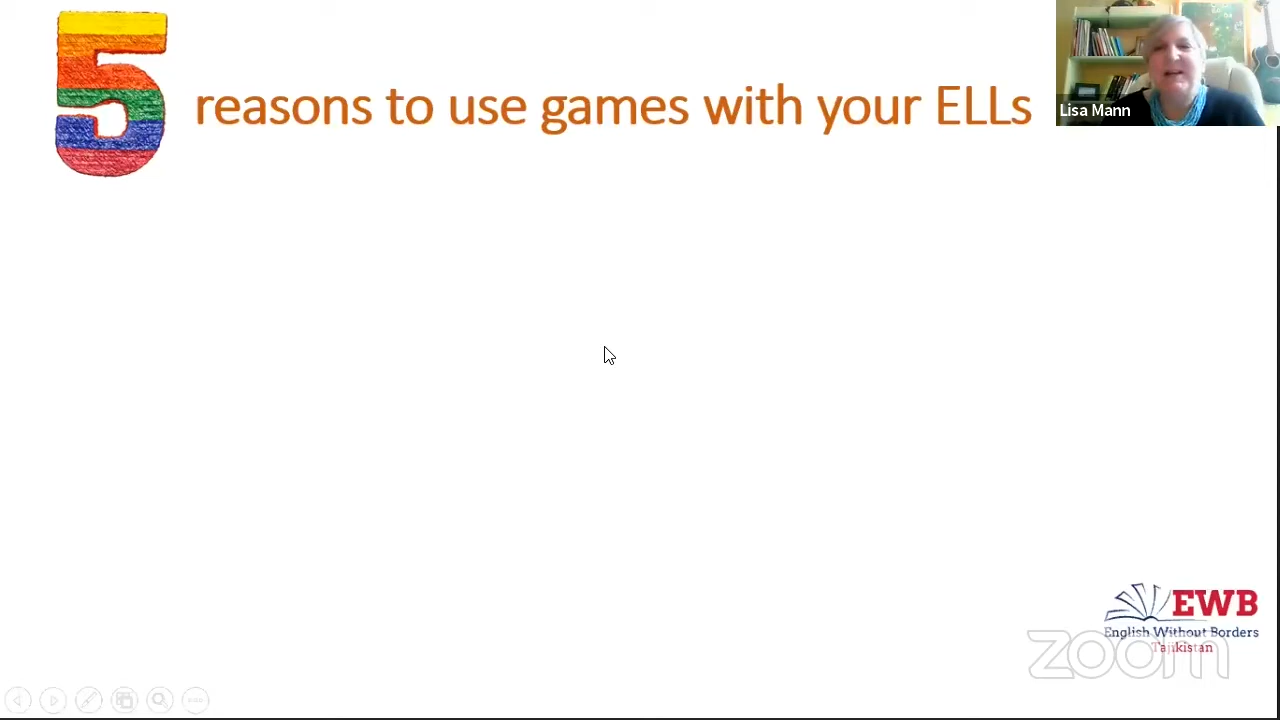 5 reasons to use games with your ELLs
Lisa Mann
EWB
English Without Borders
Tajikistan
zoom